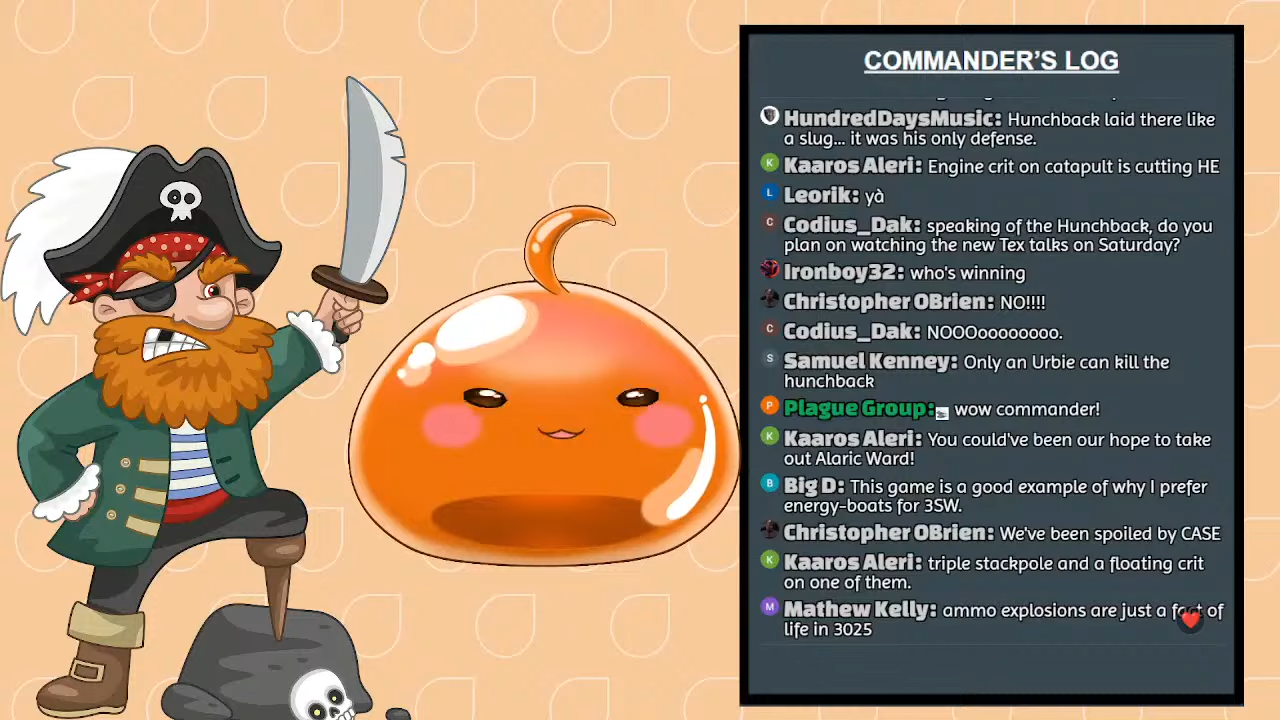 COMMANDER'S LOG
HundredDaysMusic: Hunchback laid there like
a slug... it was his only defense.
K Kaaros Aleri: Engine crit on catapult is cutting HE
L Leorik: yà
C Codius_Dak: speaking of the Hunchback, do you
plan on watching the new Tex talks on Saturday?
Ironboy32: who's winning
Christopher OBrien: NO!!!!
C Codius_Dak: NOOOoooooooo.
S Samuel Kenney: Only an Urbie can kill the
hunchback
P Plague Group: wow commander!
K Kaaros Aleri: You could've been our hope to take
out Alaric Ward!
B Big D: This game is a good example of why I prefer
energy-boats for 3SW.
Christopher OBrien: We've been spoiled by CASE
K Kaaros Aleri: triple stackpole and a floating crit
on one of them.
M Mathew Kelly: ammo explosions are just a fact of
life in 3025